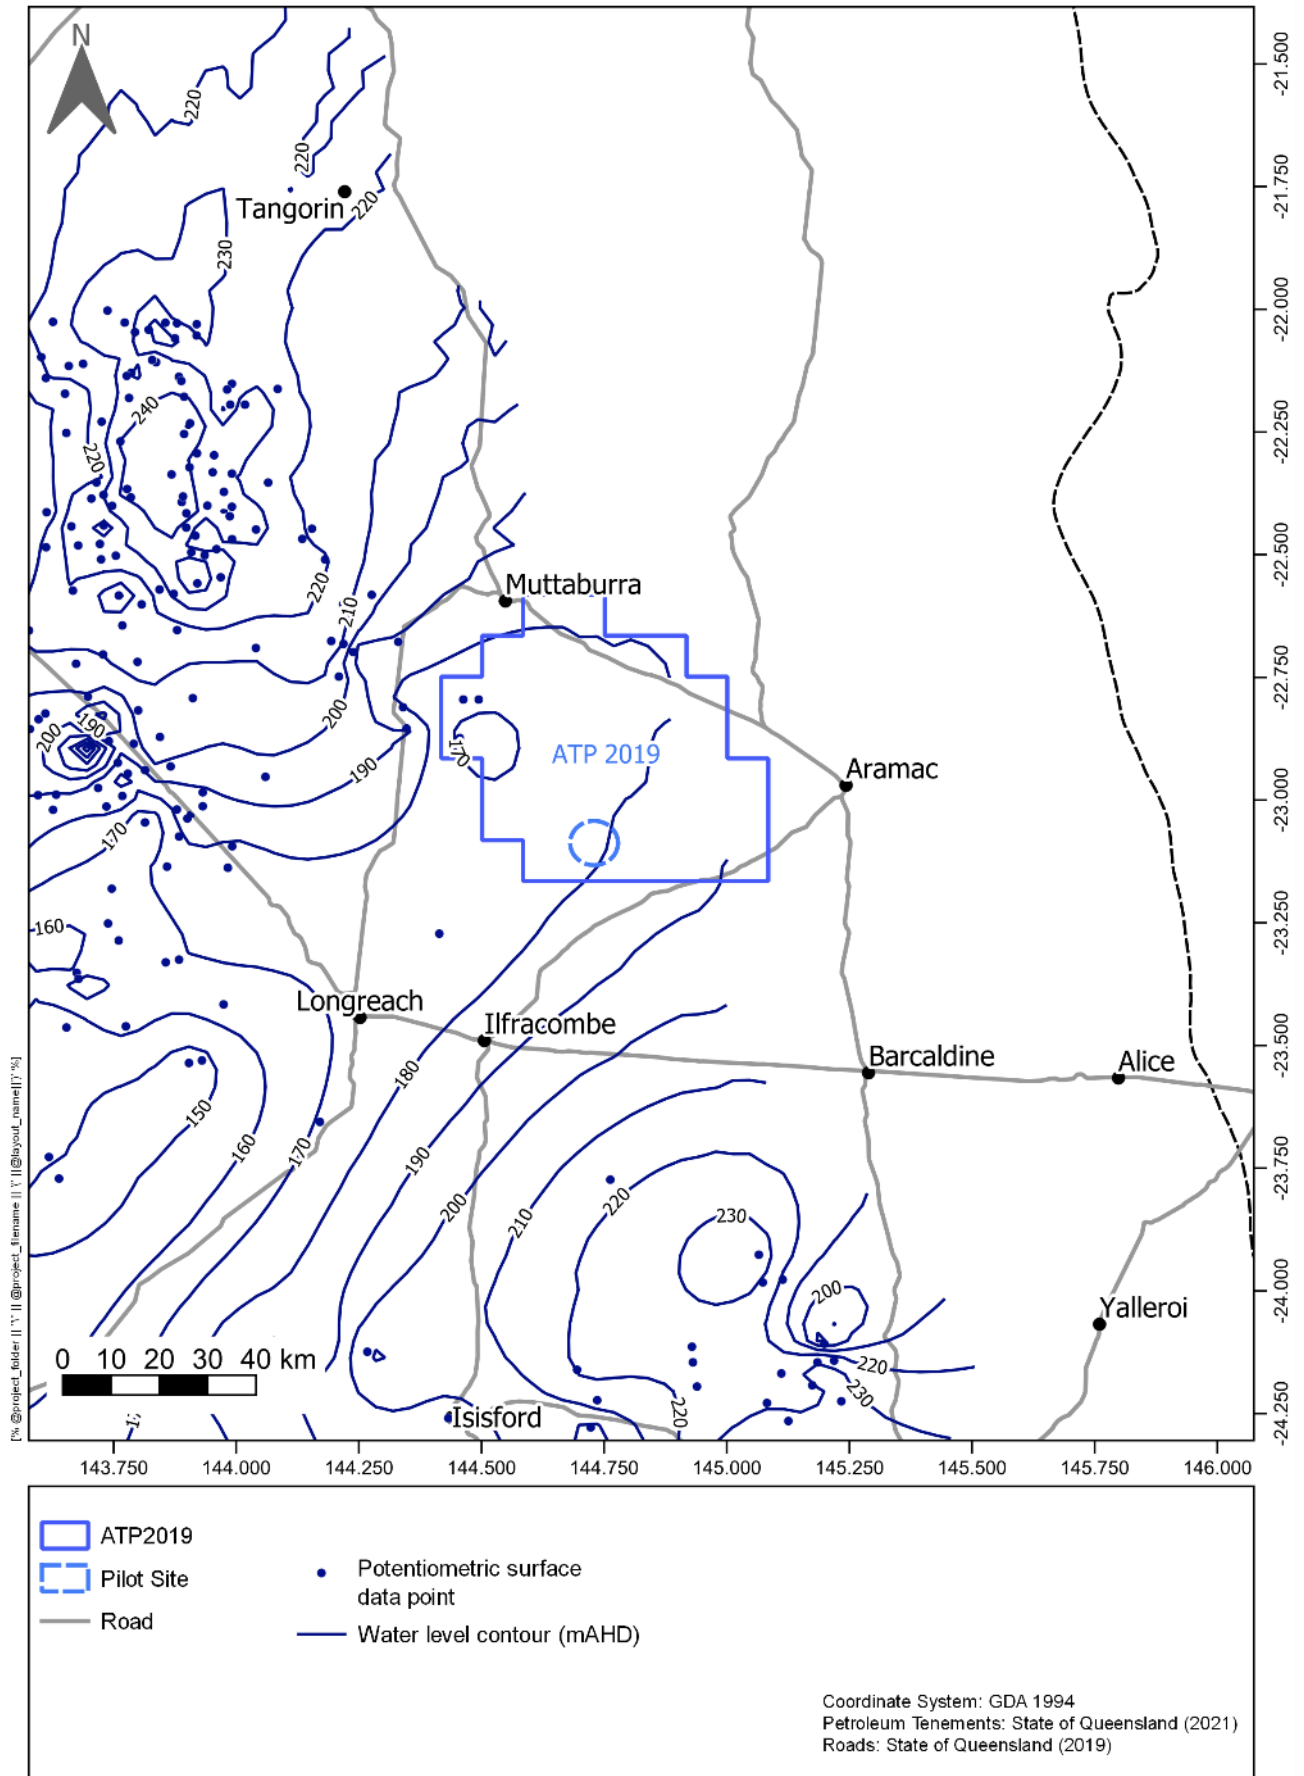 N
220
220
-21.500
-21.750
Tangorin
220
230
-22.000
240
220
-22.250
-22.500
220
210
Muttaburra
-22.750
200
190
200
190
170
ATP 2019
Aramac
-23.000
170
160
-23.250
Longreach
Ilfracombe
-23.500
Barcaldine
Alice
180
150
160
170
190
-23.750
200
210
220
230
200
-24.000
Yalleroi
0 10 20 30 40 km
220
230
220
Isisford
-24.250
143.750 144.000 144.250 144.500 144.750 145.000 145.250 145.500 145.750 146.000
[% @project_folder || '\' || @project_filename || '\' ||@layout_name||'\' %]
ATP2019
Pilot Site
Road
Potentiometric surface
data point
Water level contour (mAHD)
Coordinate System: GDA 1994
Petroleum Tenements: State of Queensland (2021)
Roads: State of Queensland (2019)